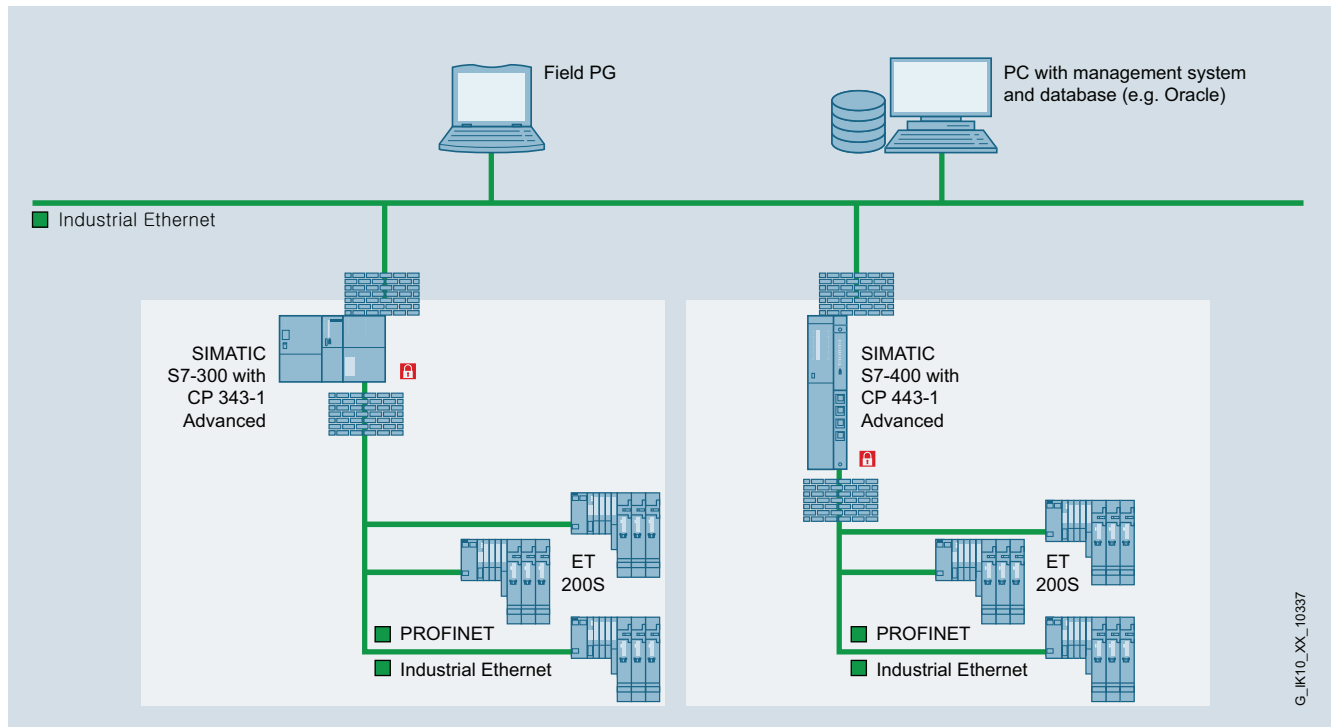 Field PG
PC with management system
and database (e.g. Oracle)
Industrial Ethernet
SIMATIC
S7-300 with
CP 343-1
Advanced
ET
200S
PROFINET
Industrial Ethernet
SIMATIC
S7-400 with
CP 443-1
Advanced
ET
200S
PROFINET
Industrial Ethernet
G_IK10_XX_10337